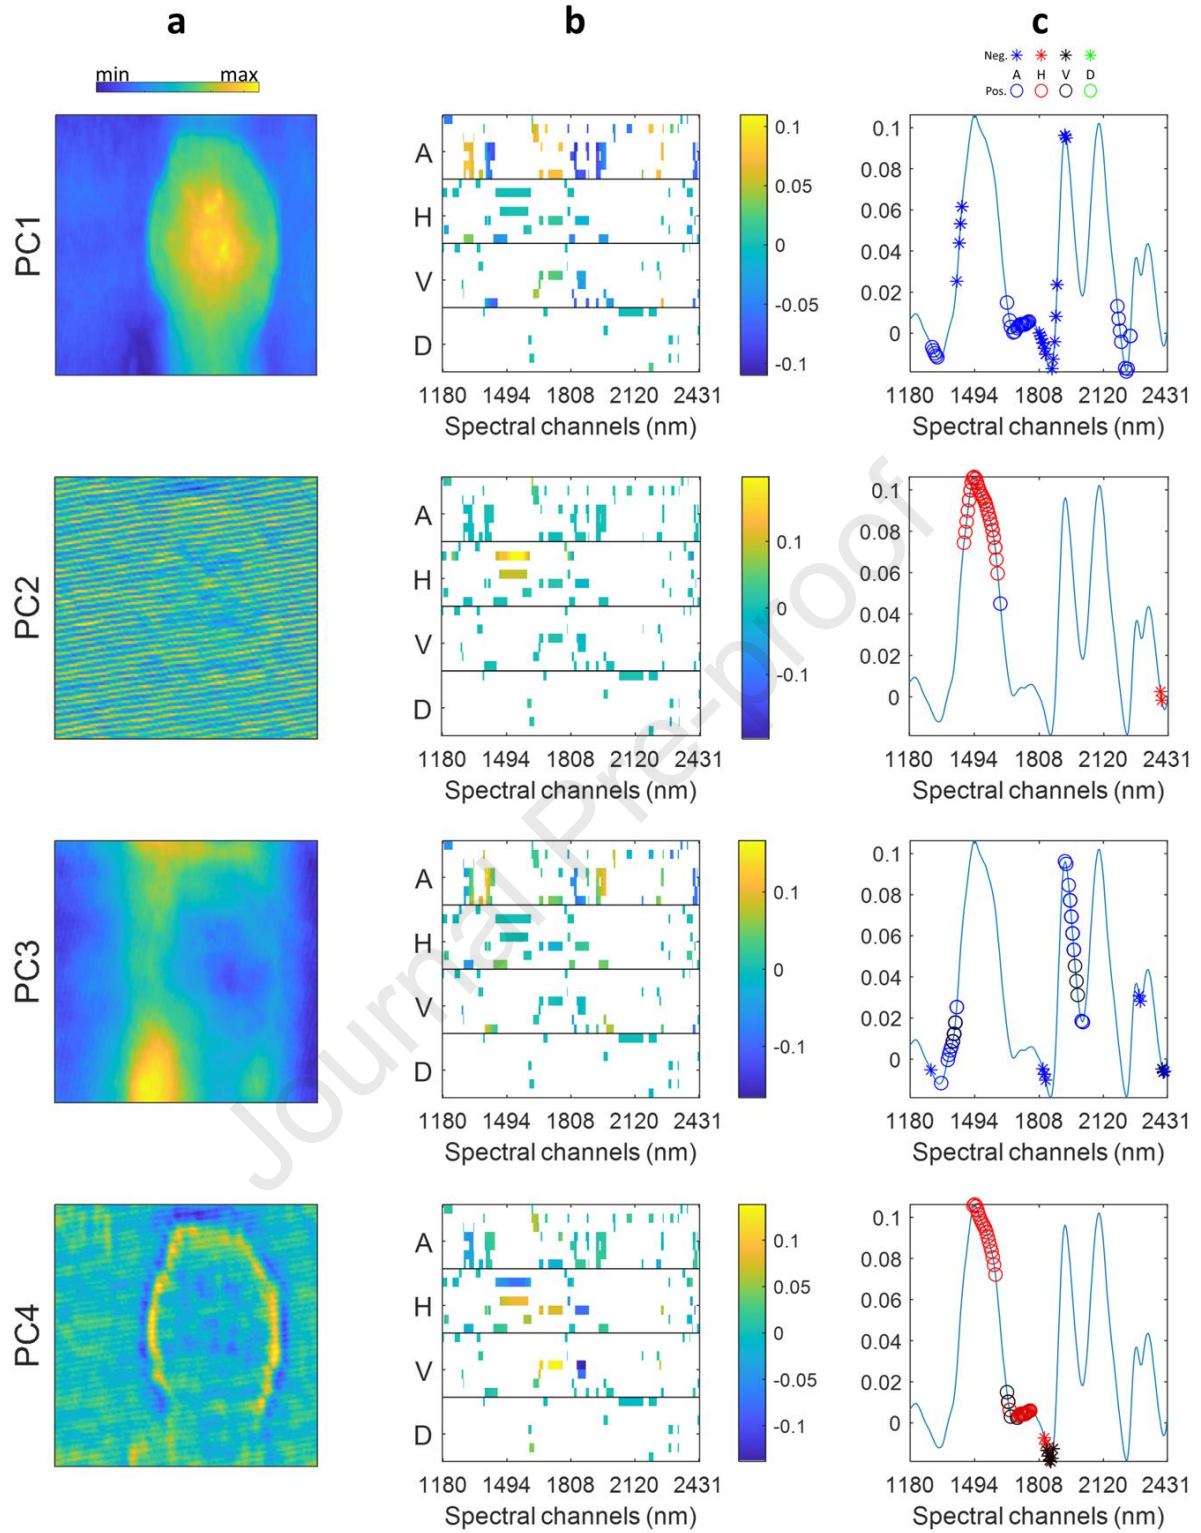 a b c
min max
Neg.
A H V D
Pos.
PC1
A
H
V
D
0.1
0.05
0
-0.05
-0.1
1180 1494 1808 2120 2431
Spectral channels (nm)
0.1
0.08
0.06
0.04
0.02
0
1180 1494 1808 2120 2431
Spectral channels (nm)
PC2
A
H
V
D
0.1
0
-0.1
1180 1494 1808 2120 2431
Spectral channels (nm)
0.1
0.08
0.06
0.04
0.02
0
1180 1494 1808 2120 2431
Spectral channels (nm)
PC3
A
H
V
D
0.1
0
-0.1
1180 1494 1808 2120 2431
Spectral channels (nm)
0.1
0.08
0.06
0.04
0.02
0
1180 1494 1808 2120 2431
Spectral channels (nm)
PC4
A
H
V
D
0.1
0.05
0
-0.05
-0.1
1180 1494 1808 2120 2431
Spectral channels (nm)
0.1
0.08
0.06
0.04
0.02
0
1180 1494 1808 2120 2431
Spectral channels (nm)
Journal Pre-proof